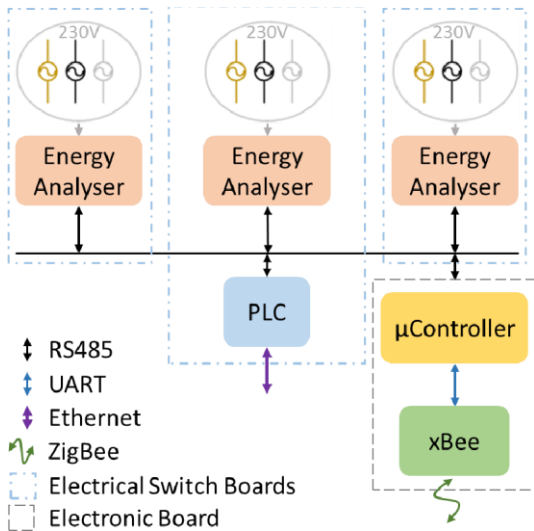 230V
230V
230V
Energy
Analyser
Energy
Analyser
Energy
Analyser
PLC
µController
xBee
RS485
UART
Ethernet
ZigBee
Electrical Switch Boards
Electronic Board